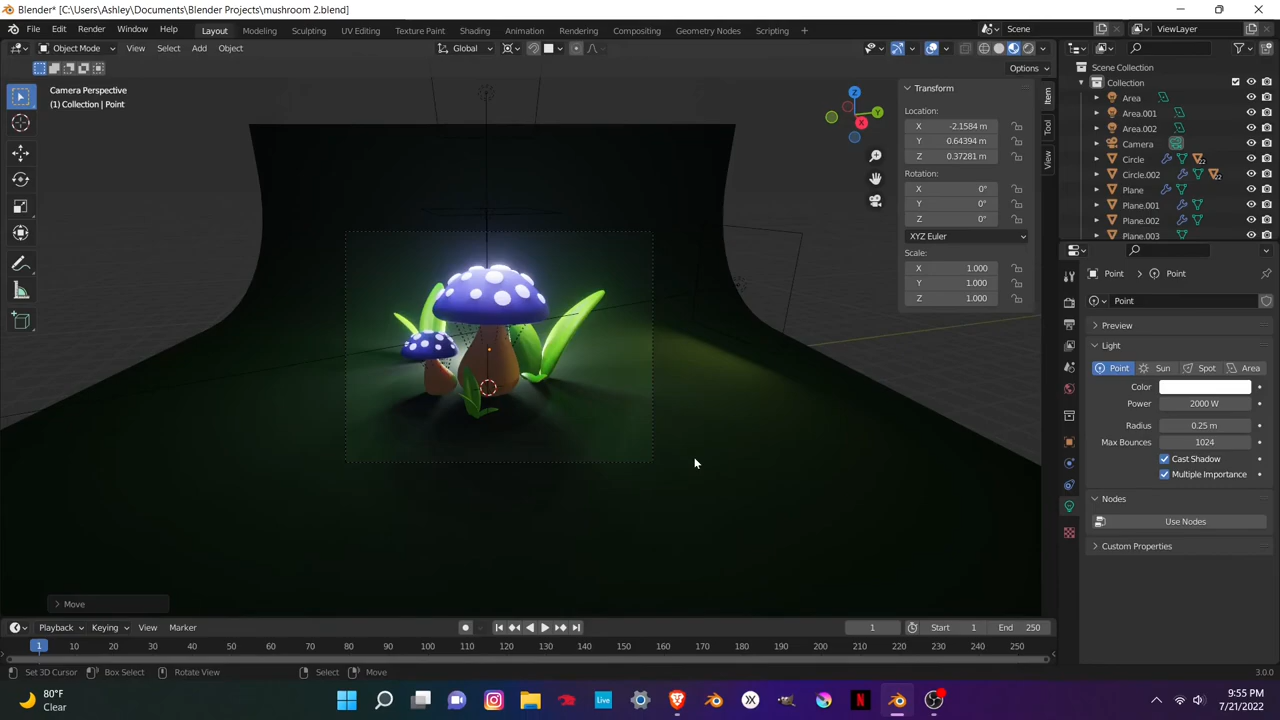 Blender* [C:\Users\Ashley\Documents\Blender Projects\mushroom 2.blend]
File Edit Render Window Help Layout Modeling Sculpting UV Editing Texture Paint Shading Animation Rendering Compositing Geometry Nodes Scripting + Scene ViewLayer
Object Mode View Select Add Object Global
Options
Camera Perspective
(1) Collection | Point
Transform
Location:
X -2.1584 m
Y 0.64394 m
Z 0.37281 m
Rotation:
X 0°
Y 0°
Z 0°
XYZ Euler
Scale:
X 1.000
Y 1.000
Z 1.000
Item
Tool
View
X
Y
Z
Scene Collection
Collection
Area
Area.001
Area.002
Camera
Circle 22
Circle.002 22
Plane
Plane.001
Plane.002
Plane.003
Point Point
Point
Preview
Light
Point Sun Spot Area
Color
Power 2000 W
Radius 0.25 m
Max Bounces 1024
Cast Shadow
Multiple Importance
Nodes
Use Nodes
Custom Properties
Move
Playback Keying View Marker 1 Start 1 End 250
1 10 20 30 40 50 60 70 80 90 100 110 120 130 140 150 160 170 180 190 200 210 220 230 240 250
Set 3D Cursor Box Select Rotate View Select Move 3.0.0
80°F
Clear
Live
N
9:55 PM
7/21/2022